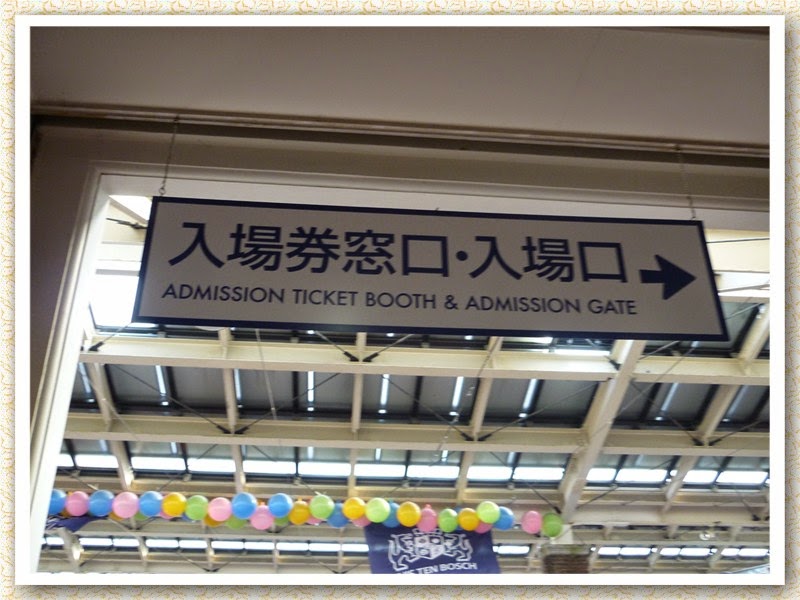 入場券窓口・入場口
ADMISSION TICKET BOOTH & ADMISSION GATE
TEN BOSCH